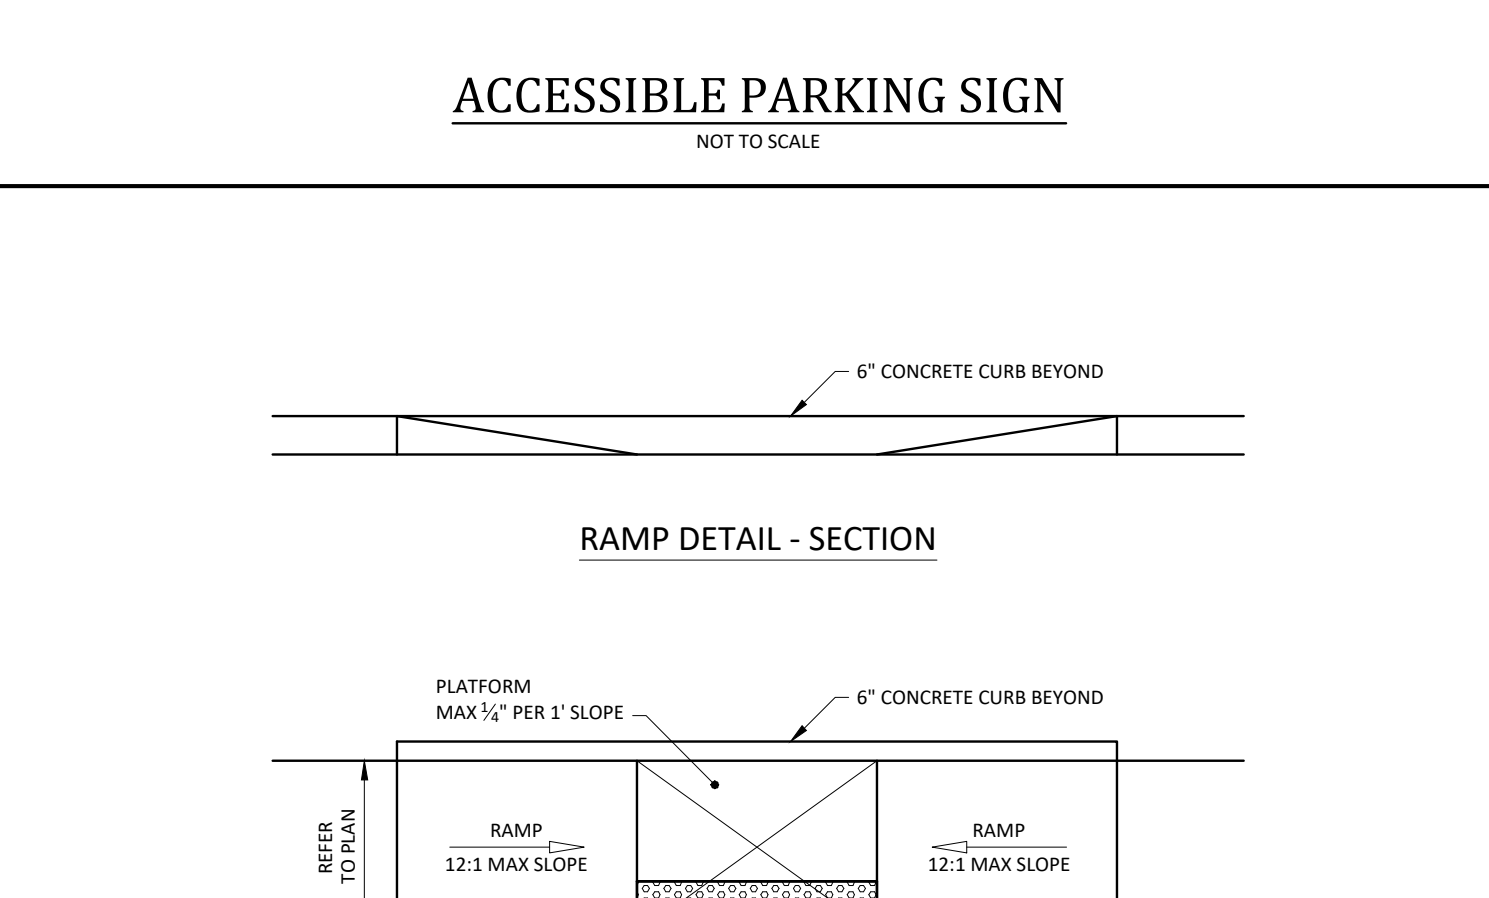 ACCESSIBLE PARKING SIGN
NOT TO SCALE
6" CONCRETE CURB BEYOND
RAMP DETAIL - SECTION
PLATFORM
MAX ¼" PER 1' SLOPE
6" CONCRETE CURB BEYOND
REFER
TO PLAN
RAMP
12:1 MAX SLOPE
RAMP
12:1 MAX SLOPE